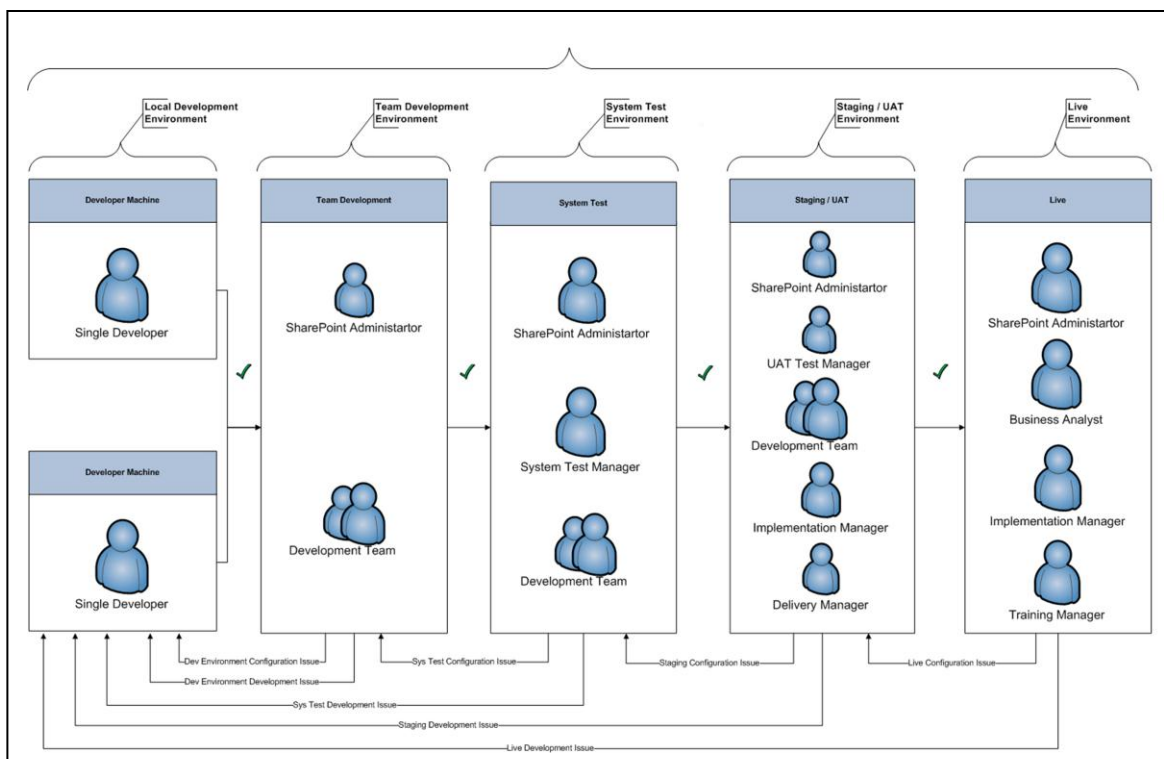 Local Development
Environment
Team Development
Environment
System Test
Environment
Staging / UAT
Environment
Live
Environment
Developer Machine
Single Developer
Developer Machine
Single Developer
Team Development
SharePoint Administartor
Development Team
System Test
SharePoint Administartor
System Test Manager
Development Team
Staging / UAT
SharePoint Administartor
UAT Test Manager
Development Team
Implementation Manager
Delivery Manager
Live
SharePoint Administartor
Business Analyst
Implementation Manager
Training Manager
Dev Environment Configuration Issue
Sys Test Configuration Issue
Staging Configuration Issue
Live Configuration Issue
Dev Environment Development Issue
Sys Test Development Issue
Staging Development Issue
Live Development Issue